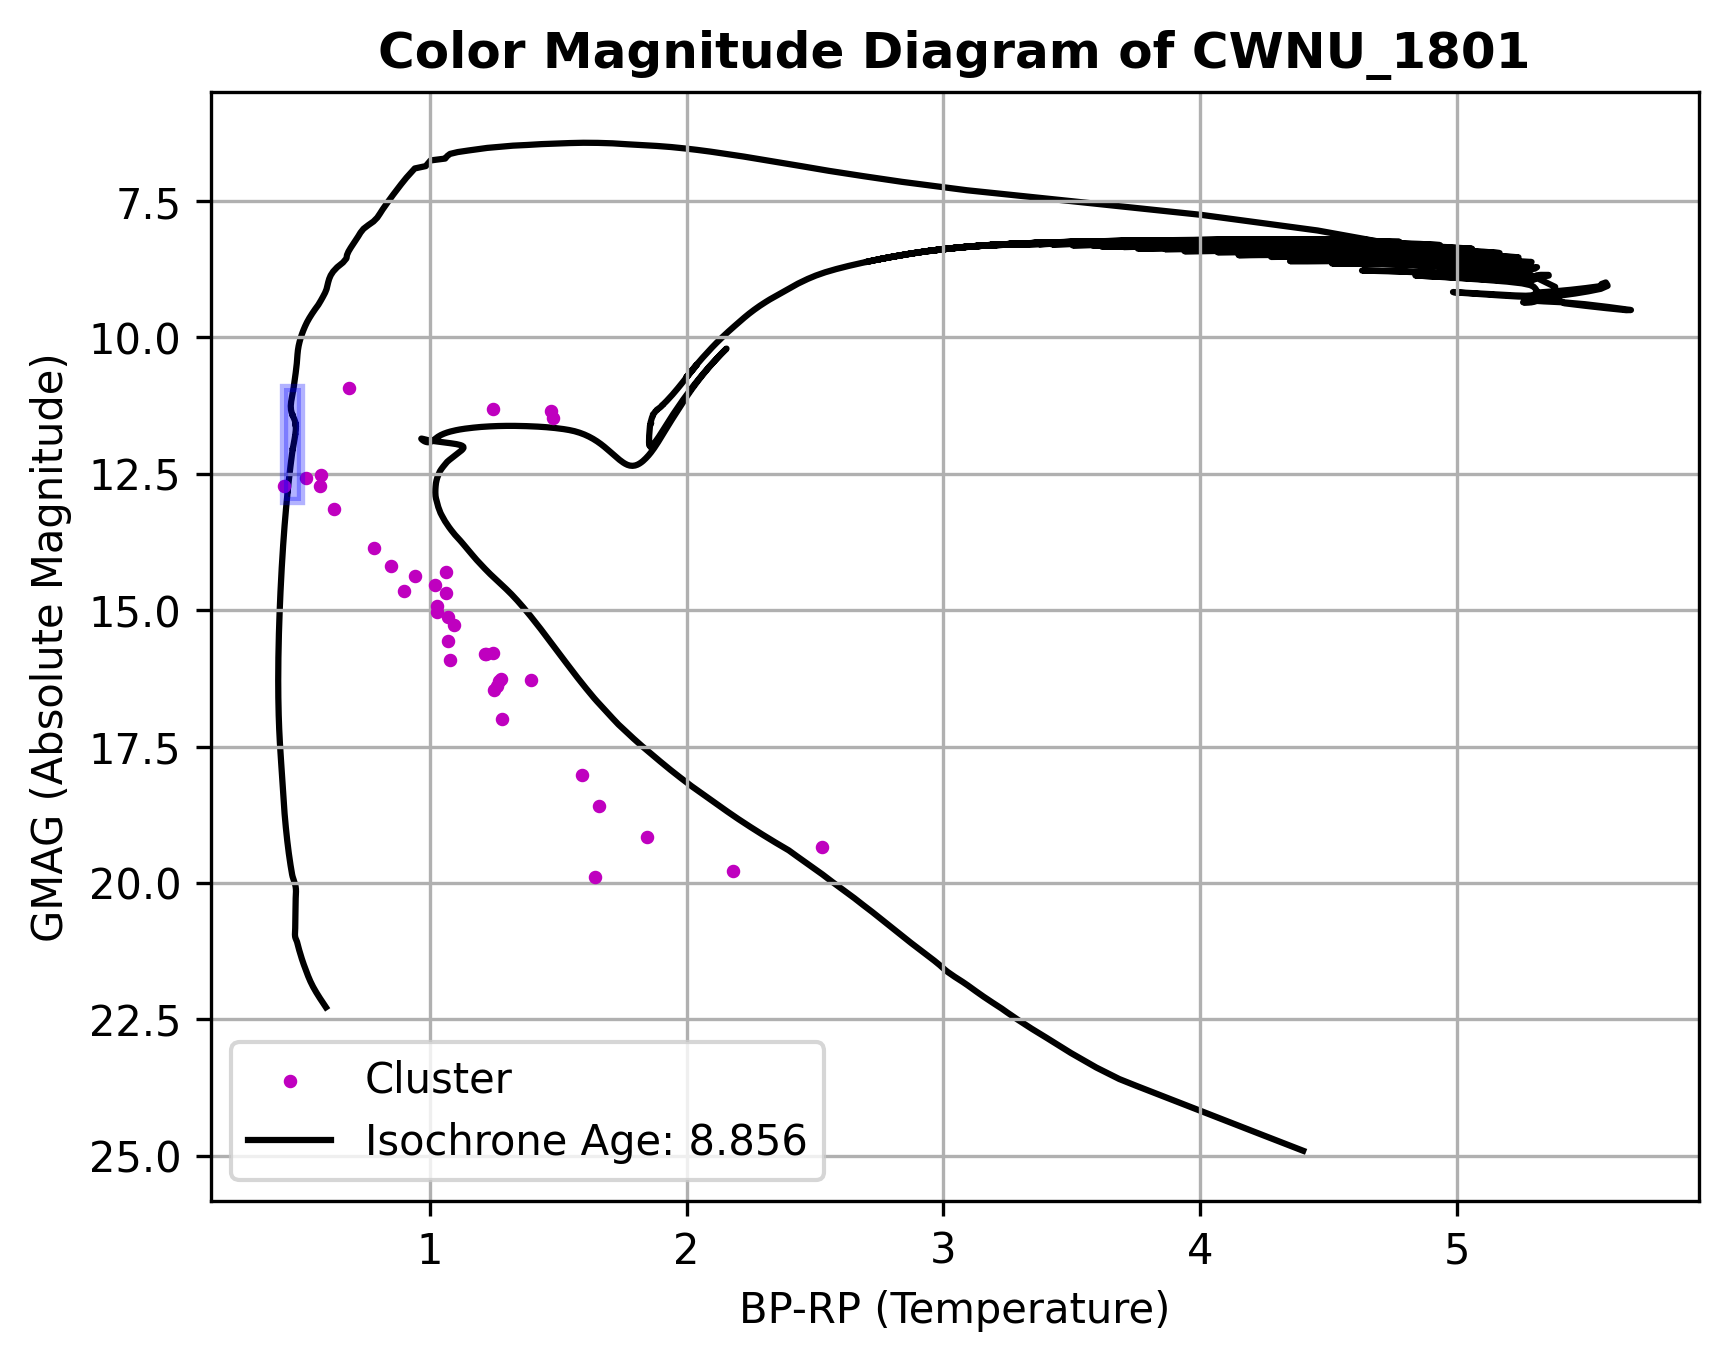 Color Magnitude Diagram of CWNU_1801
GMAG (Absolute Magnitude)
7.5
10.0
12.5
15.0
17.5
20.0
22.5
25.0
Cluster
Isochrone Age: 8.856
1 2 3 4 5
BP-RP (Temperature)